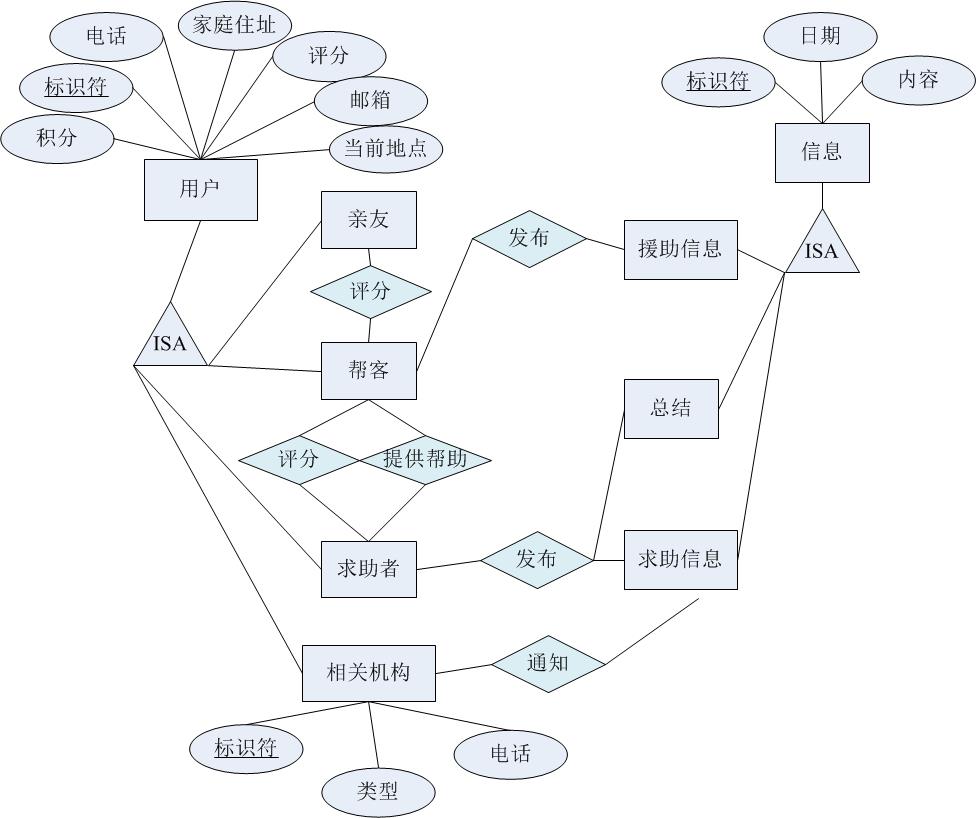 家庭住址
电话
日期
评分
标识符
标识符
内容
邮箱
积分
当前地点
信息
用户
亲友
发布
援助信息
ISA
评分
ISA
帮客
总结
评分
提供帮助
求助者
发布
求助信息
相关机构
通知
标识符
电话
类型